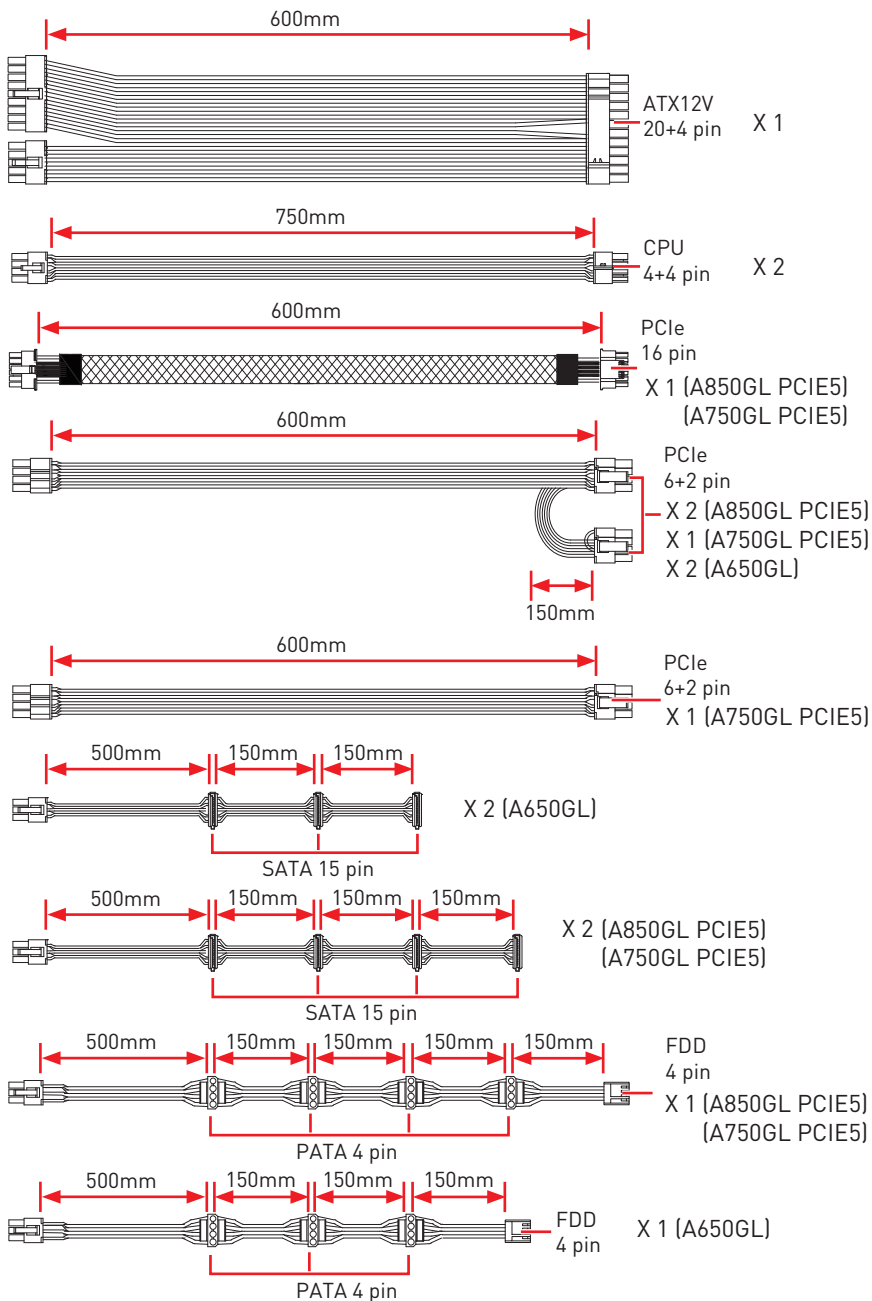 600mm
ATX12V
20+4 pin
X 1
750mm
CPU
4+4 pin
X 2
600mm
PCIe
16 pin
X 1 (A850GL PCIE5)
(A750GL PCIE5)
600mm
PCIe
6+2 pin
X 2 (A850GL PCIE5)
X 1 (A750GL PCIE5)
X 2 (A650GL)
150mm
600mm
PCIe
6+2 pin
X 1 (A750GL PCIE5)
500mm 150mm 150mm
X 2 (A650GL)
SATA 15 pin
500mm 150mm 150mm 150mm
X 2 (A850GL PCIE5)
(A750GL PCIE5)
SATA 15 pin
500mm 150mm 150mm 150mm 150mm
FDD
4 pin
X 1 (A850GL PCIE5)
(A750GL PCIE5)
PATA 4 pin
500mm 150mm 150mm 150mm
FDD
4 pin
X 1 (A650GL)
PATA 4 pin